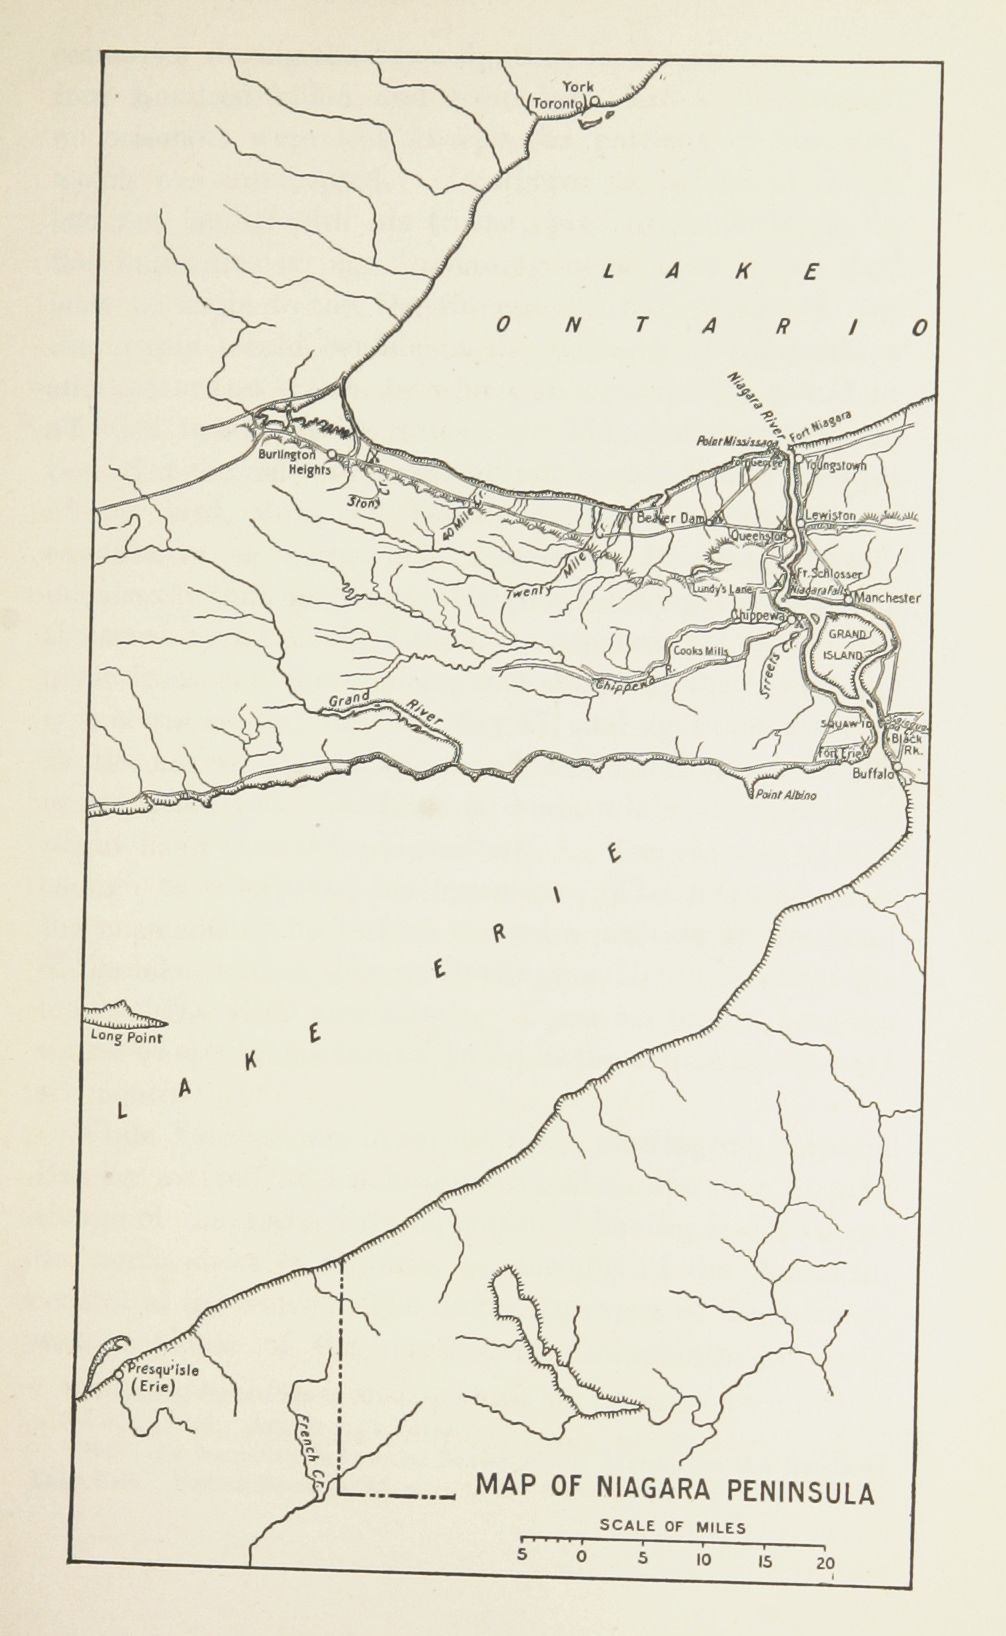 York
(Toronto)
LAKE
ONTARIO
Niagara River
Fort Niagara
Point Mississaga
Fort George
Youngstown
Burlington
Heights
Stony
40 Mile
Beaver Dam
Lewiston
Queenston
Twenty Mile
Ft. Schlosser
Lundy's Lane
Niagara Falls
Manchester
Chippewa
GRAND
ISLAND
Cooks Mills
Streets Cr.
Chippewa R.
Grand River
SQUAW ID.
Black
RK.
Fort Erie
Buffalo
Point Albino
LAKE ERIE
Long Point
Presqu'isle
(Erie)
French Cr.
MAP OF NIAGARA PENINSULA
SCALE OF MILES
5 0 5 10 15 20